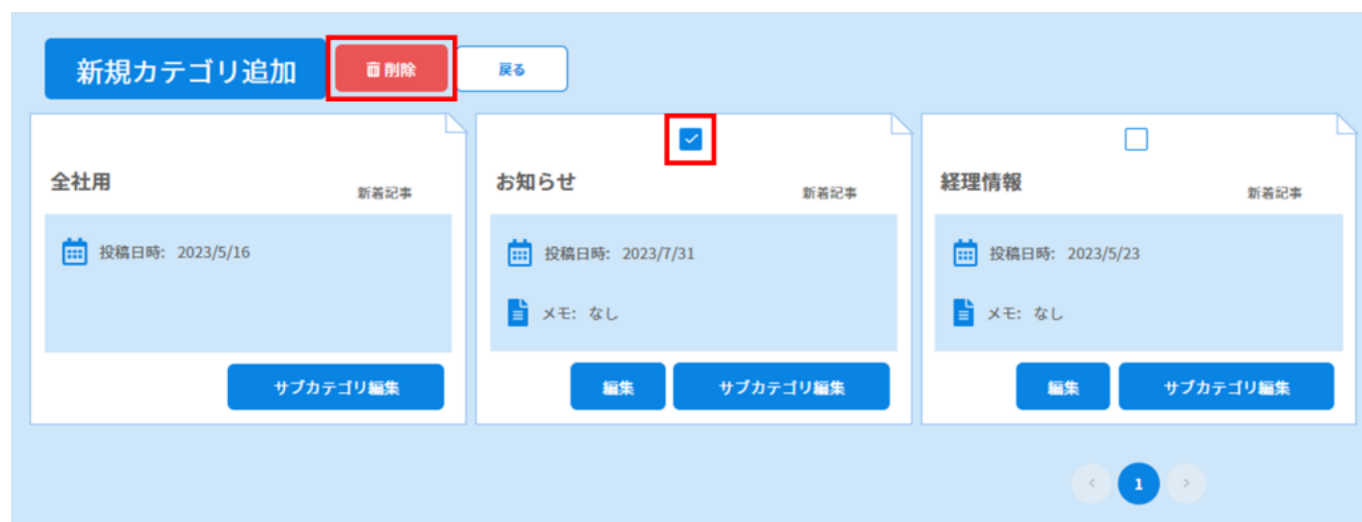 新規カテゴリ追加 削除 戻る
全社用 新着記事
投稿日時: 2023/5/16
サブカテゴリ編集
お知らせ 新着記事
投稿日時: 2023/7/31
メモ: なし
編集 サブカテゴリ編集
経理情報 新着記事
投稿日時: 2023/5/23
メモ: なし
編集 サブカテゴリ編集
< 1 >